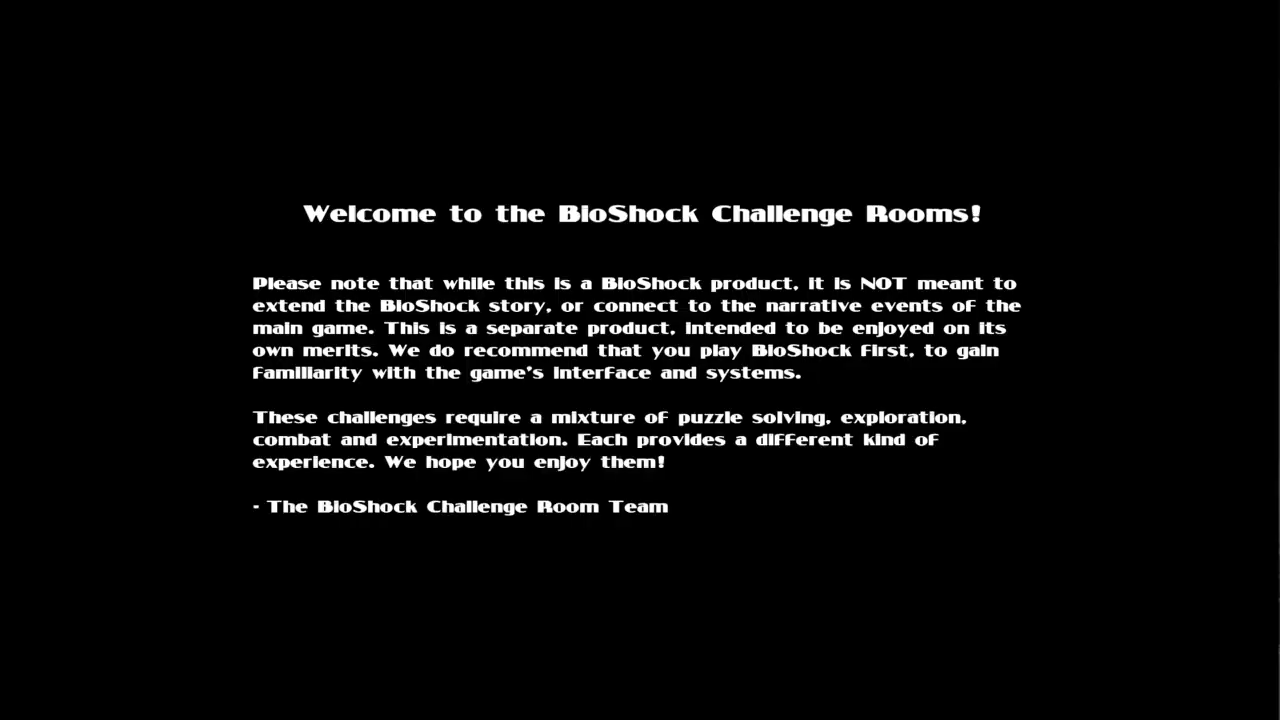 Welcome to the BioShock Challenge Rooms!
Please note that while this is a BioShock product, it is NOT meant to
extend the BioShock story, or connect to the narrative events of the
main game. This is a separate product, intended to be enjoyed on its
own merits. We do recommend that you play BioShock first, to gain
familiarity with the game's interface and systems.
These challenges require a mixture of puzzle solving, exploration,
combat and experimentation. Each provides a different kind of
experience. We hope you enjoy them!
- The BioShock Challenge Room Team